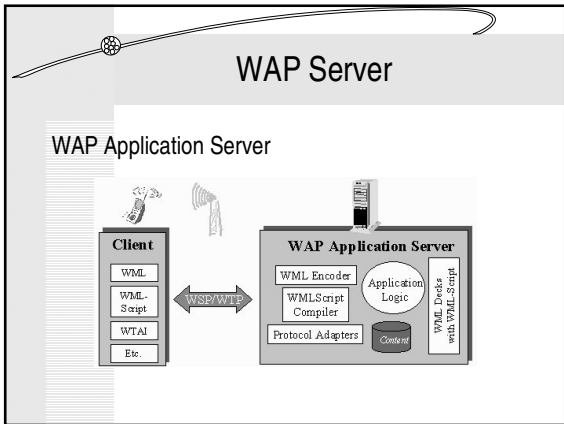 WAP Server
WAP Application Server
Client
WML
WML-
Script
WTAI
Etc.
WSP/WTP
WAP Application Server
WML Encoder
WMLScript
Compiler
Protocol Adapters
Application
Logic
Content
WML Decks
with WML-Script